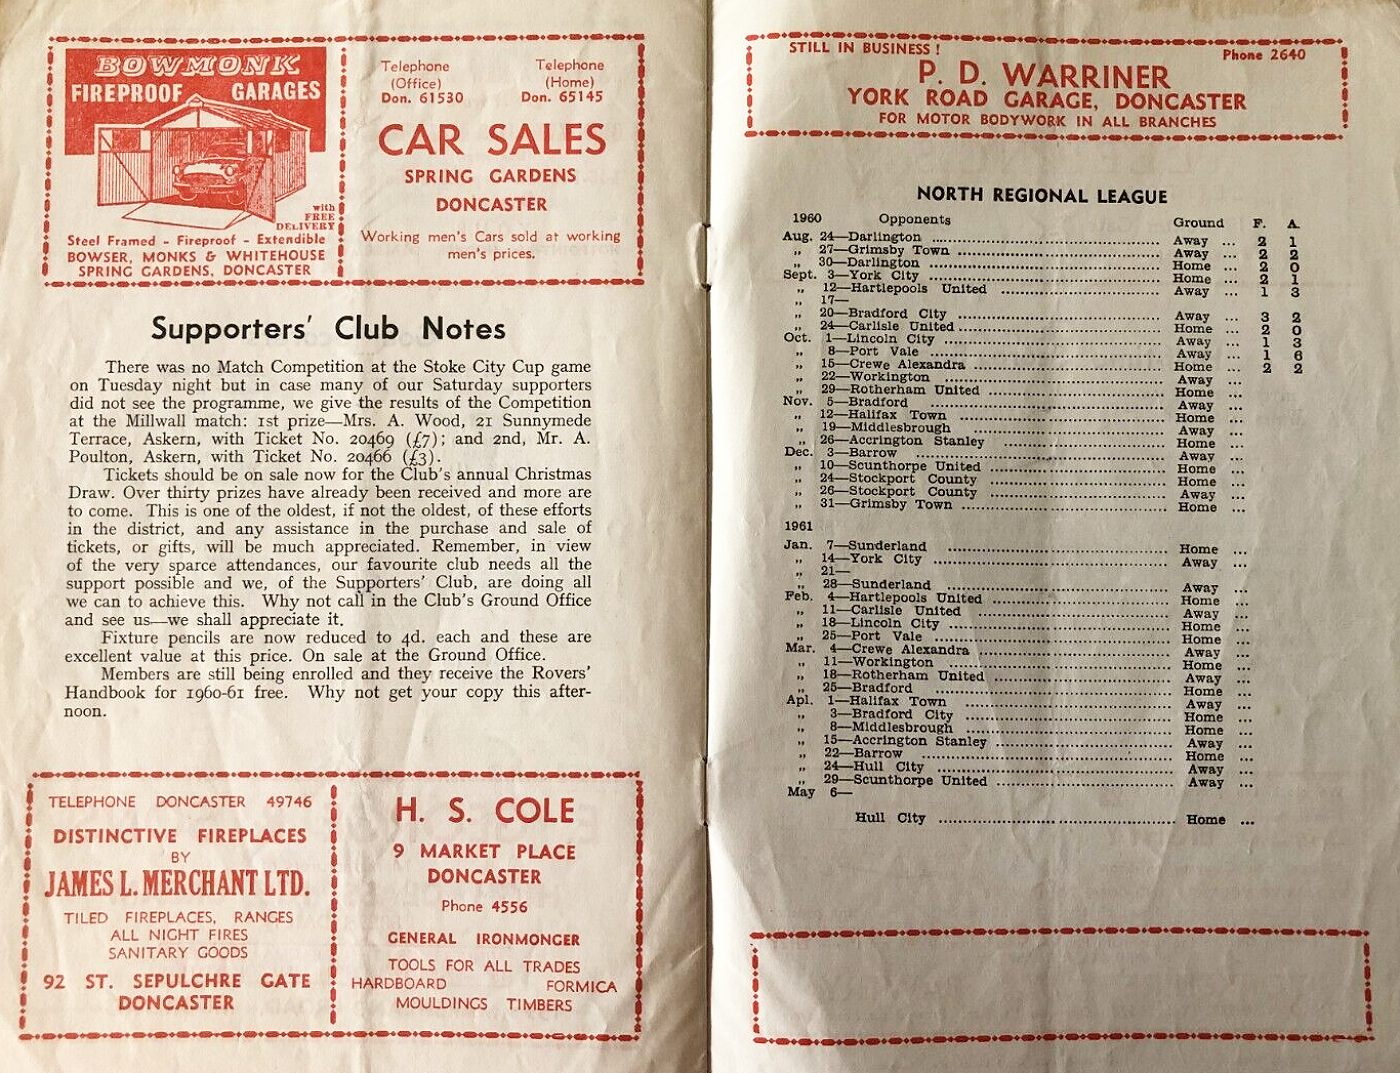 BOWMONK
FIREPROOF GARAGES
with
FREE
DELIVERY
Steel Framed - Fireproof - Extendible
BOWSER, MONKS & WHITEHOUSE
SPRING GARDENS, DONCASTER
Telephone Telephone
(Office) (Home)
Don. 61530 Don. 65145
CAR SALES
SPRING GARDENS
DONCASTER
Working men's Cars sold at working
men's prices.
Supporters' Club Notes
There was no Match Competition at the Stoke City Cup game
on Tuesday night but in case many of our Saturday supporters
did not see the programme, we give the results of the Competition
at the Millwall match: 1st prize—Mrs. A. Wood, 21 Sunnymede
Terrace, Askern, with Ticket No. 20469 (£7); and 2nd, Mr. A.
Poulton, Askern, with Ticket No. 20466 (£3).
Tickets should be on sale now for the Club's annual Christmas
Draw. Over thirty prizes have already been received and more are
to come. This is one of the oldest, if not the oldest, of these efforts
in the district, and any assistance in the purchase and sale of
tickets, or gifts, will be much appreciated. Remember, in view
of the very sparce attendances, our favourite club needs all the
support possible and we, of the Supporters' Club, are doing all
we can to achieve this. Why not call in the Club's Ground Office
and see us—we shall appreciate it.
Fixture pencils are now reduced to 4d. each and these are
excellent value at this price. On sale at the Ground Office.
Members are still being enrolled and they receive the Rovers'
Handbook for 1960-61 free. Why not get your copy this after-
noon.
TELEPHONE DONCASTER 49746
DISTINCTIVE FIREPLACES
BY
JAMES L. MERCHANT LTD.
TILED FIREPLACES, RANGES
ALL NIGHT FIRES
SANITARY GOODS
92 ST. SEPULCHRE GATE
DONCASTER
H. S. COLE
9 MARKET PLACE
DONCASTER
Phone 4556
GENERAL IRONMONGER
TOOLS FOR ALL TRADES
HARDBOARD FORMICA
MOULDINGS TIMBERS
STILL IN BUSINESS ! Phone 2640
P. D. WARRINER
YORK ROAD GARAGE, DONCASTER
FOR MOTOR BODYWORK IN ALL BRANCHES
NORTH REGIONAL LEAGUE
1960 Opponents Ground F. A.
Aug. 24—Darlington ... Away ... 2 1
„ 27—Grimsby Town ... Away ... 2 2
„ 30—Darlington ... Home ... 2 0
Sept. 3—York City ... Home ... 2 1
„ 12—Hartlepools United ... Away ... 1 3
„ 17—
„ 20—Bradford City ... Away ... 3 2
„ 24—Carlisle United ... Home ... 2 0
Oct. 1—Lincoln City ... Away ... 1 3
„ 8—Port Vale ... Away ... 1 6
„ 15—Crewe Alexandra ... Home ... 2 2
„ 22—Workington ... Away ...
„ 29—Rotherham United ... Home ...
Nov. 5—Bradford ... Away ...
„ 12—Halifax Town ... Home ...
„ 19—Middlesbrough ... Away ...
„ 26—Accrington Stanley ... Home ...
Dec. 3—Barrow ... Away ...
„ 10—Scunthorpe United ... Home ...
„ 24—Stockport County ... Home ...
„ 26—Stockport County ... Away ...
„ 31—Grimsby Town ... Home ...
1961
Jan. 7—Sunderland ... Home ...
„ 14—York City ... Away ...
„ 21—
„ 28—Sunderland ... Away ...
Feb. 4—Hartlepools United ... Home ...
„ 11—Carlisle United ... Away ...
„ 18—Lincoln City ... Home ...
„ 25—Port Vale ... Home ...
Mar. 4—Crewe Alexandra ... Away ...
„ 11—Workington ... Home ...
„ 18—Rotherham United ... Away ...
„ 25—Bradford ... Home ...
Apl. 1—Halifax Town ... Away ...
„ 3—Bradford City ... Home ...
„ 8—Middlesbrough ... Home ...
„ 15—Accrington Stanley ... Away ...
„ 22—Barrow ... Home ...
„ 24—Hull City ... Away ...
„ 29—Scunthorpe United ... Away ...
May 6—
Hull City ... Home ...